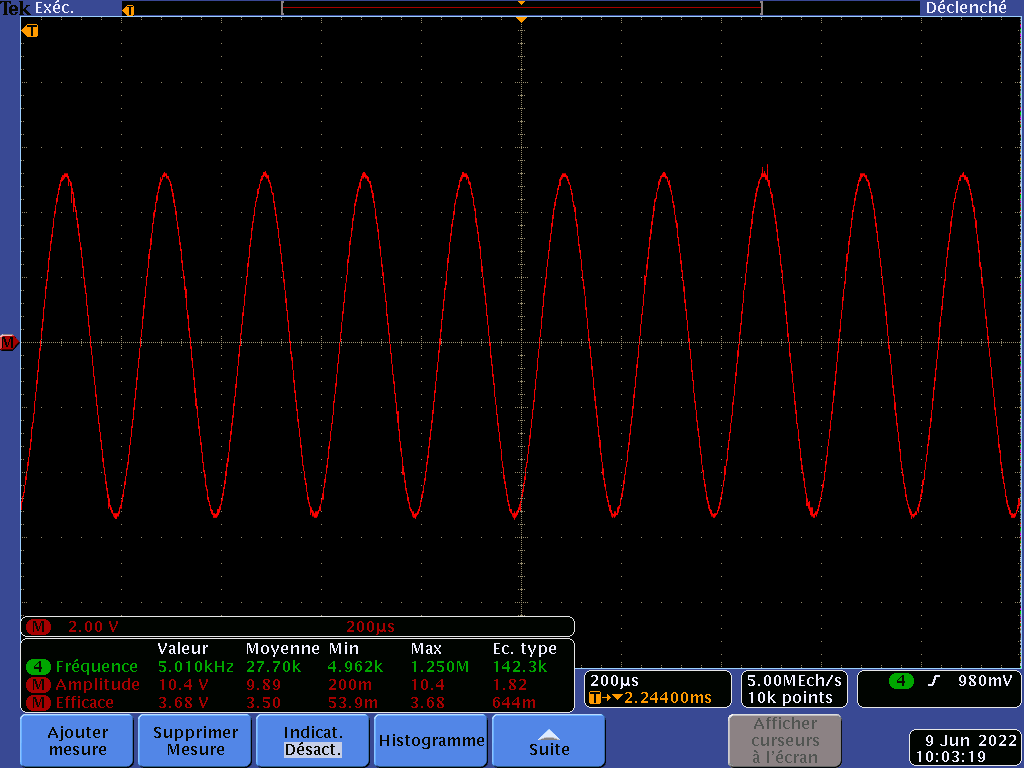 Tek Exéc. T Déclenché
T
M
M 2.00 V 200µs
Valeur Moyenne Min Max Ec. type
4 Fréquence 5.010kHz 27.70k 4.962k 1.250M 142.3k
M Amplitude 10.4 V 9.89 200m 10.4 1.82
M Efficace 3.68 V 3.50 53.9m 3.68 644m
200µs
T→▼2.24400ms
5.00MEch/s
10k points
4 980mV
Ajouter
mesure
Supprimer
Mesure
Indicat.
Désact.
Histogramme
Suite
Afficher
curseurs
à l'écran
9 Jun 2022
10:03:19